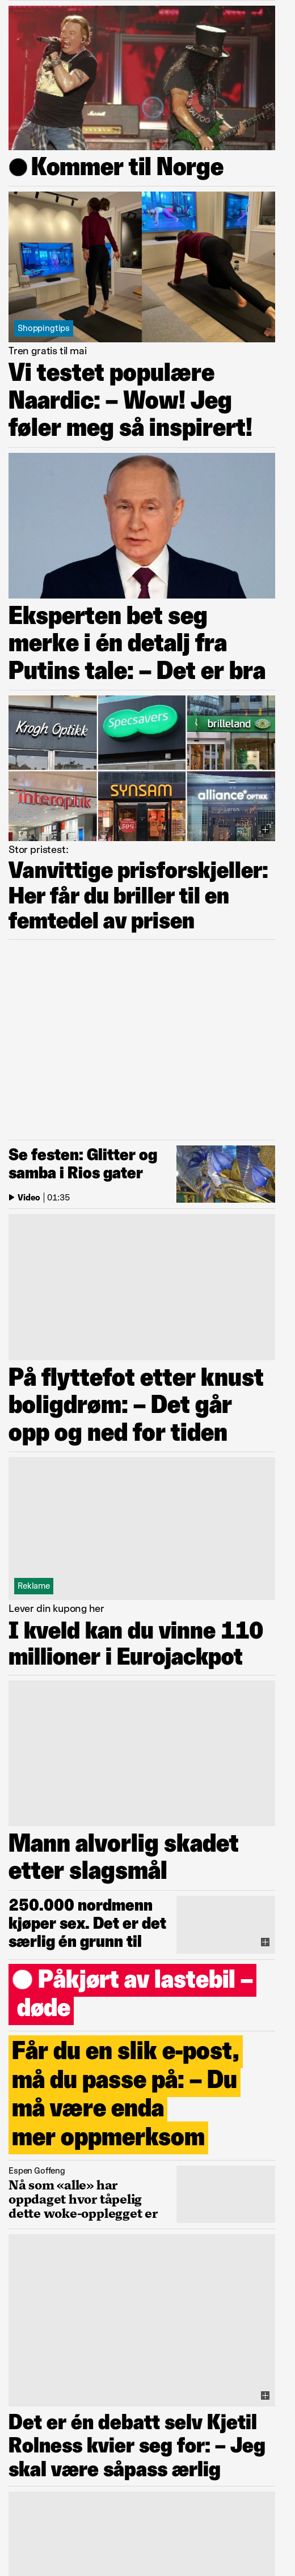 Kommer til Norge
Shoppingtips
Tren gratis til mai
Vi testet populære
Naardic: – Wow! Jeg
føler meg så inspirert!
Eksperten bet seg
merke i én detalj fra
Putins tale: – Det er bra
Krogh Optikk
Specsavers
brilleland
interoptik
SYNSAM
alliance OPTIKK
Stor pristest:
Vanvittige prisforskjeller:
Her får du briller til en
femtedel av prisen
Se festen: Glitter og
samba i Rios gater
Video | 01:35
På flyttefot etter knust
boligdrøm: – Det går
opp og ned for tiden
Reklame
Lever din kupong her
I kveld kan du vinne 110
millioner i Eurojackpot
Mann alvorlig skadet
etter slagsmål
250.000 nordmenn
kjøper sex. Det er det
særlig én grunn til
Påkjørt av lastebil –
døde
Får du en slik e-post,
må du passe på: – Du
må være enda
mer oppmerksom
Espen Goffeng
Nå som «alle» har
oppdaget hvor tåpelig
dette woke-opplegget er
Det er én debatt selv Kjetil
Rolness kvier seg for: – Jeg
skal være såpass ærlig